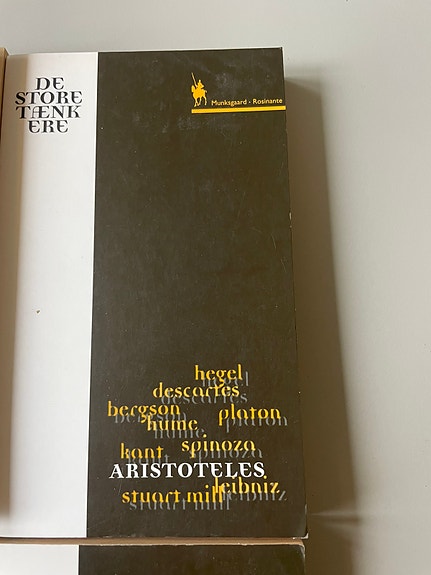 DE
STORE
TÆNK
ERE
Munksgaard · Rosinante
hegel
descartes
bergson
platon
hume
spinoza
kant
ARISTOTELES
leibniz
stuart mill